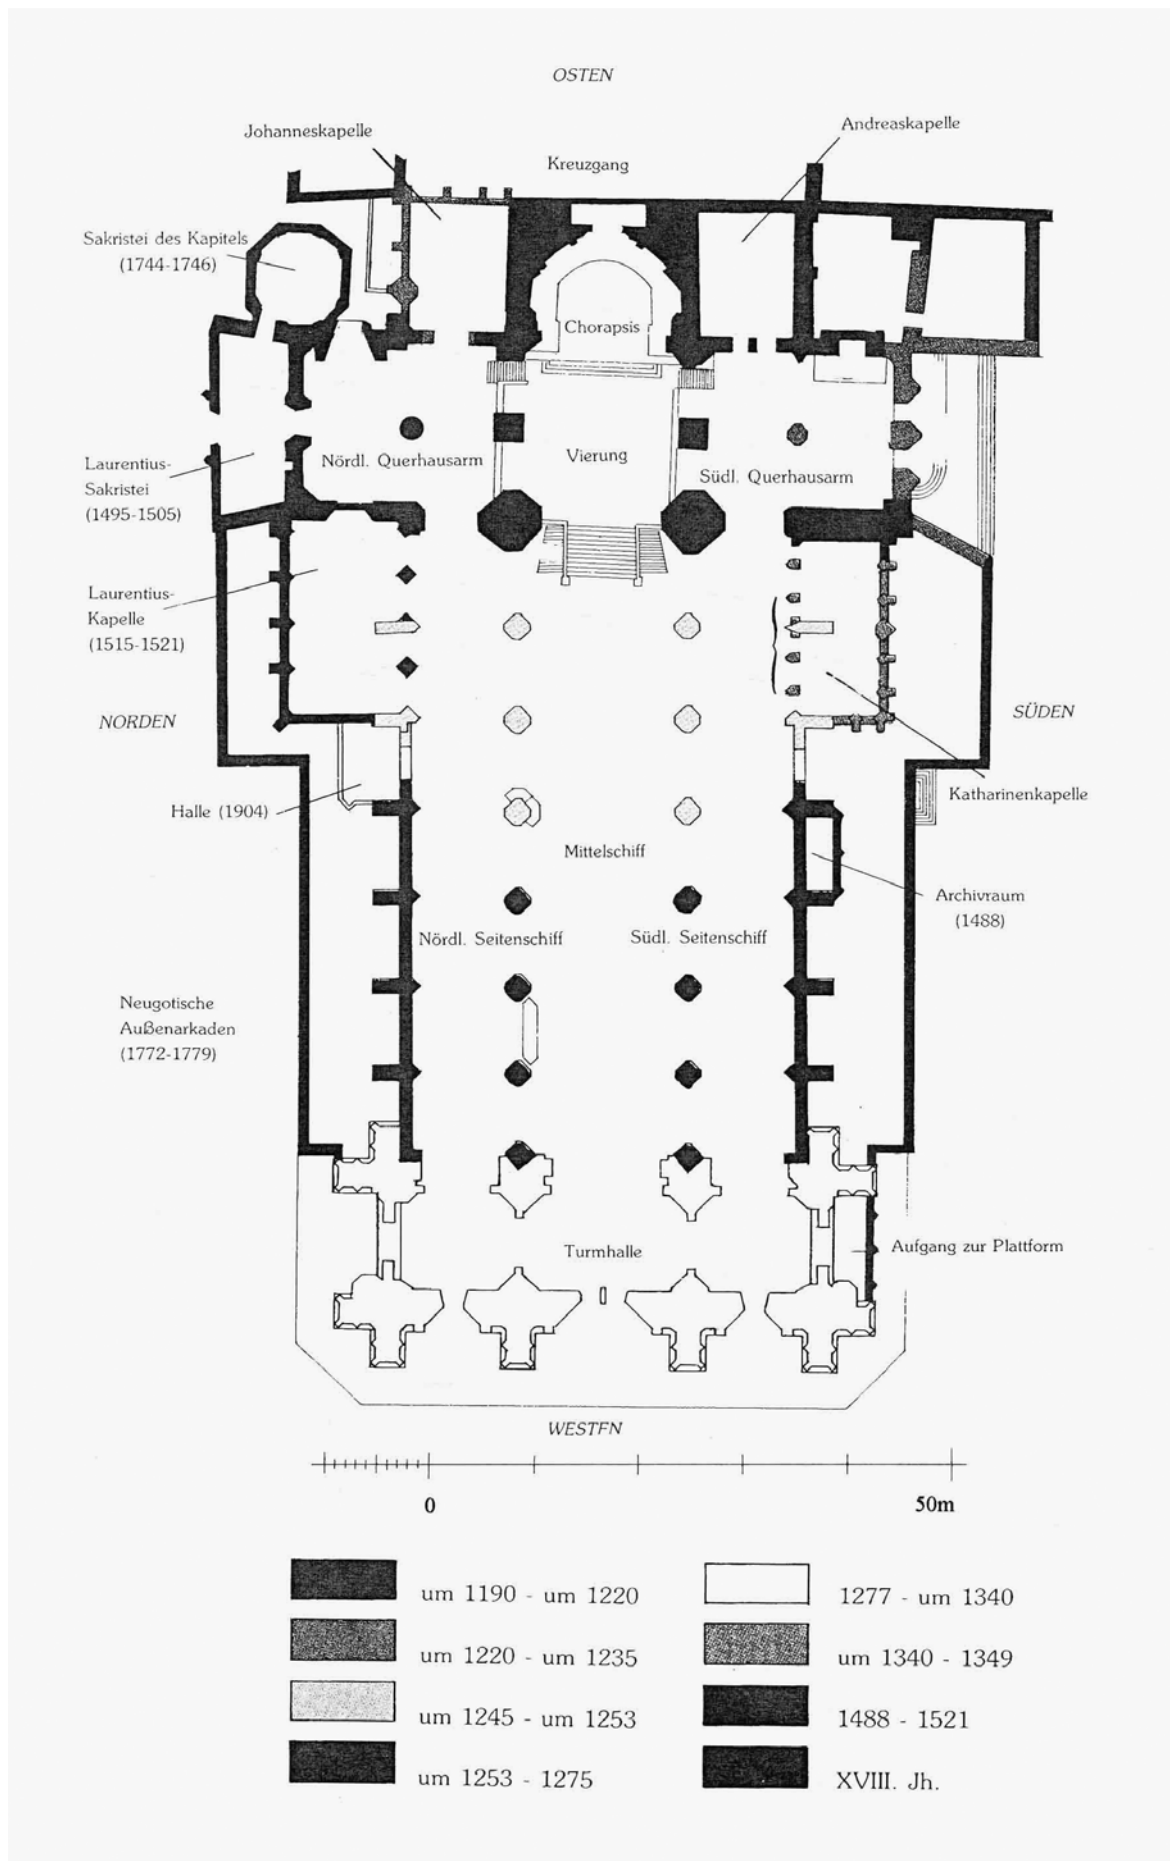 OSTEN
Johanneskapelle
Andreaskapelle
Kreuzgang
Sakristei des Kapitels
(1744-1746)
Chorapsis
Laurentius-
Sakristei
(1495-1505)
Nördl. Querhausarm
Vierung
Südl. Querhausarm
Laurentius-
Kapelle
(1515-1521)
NORDEN
SÜDEN
Halle (1904)
Katharinenkapelle
Mittelschiff
Archivraum
(1488)
Nördl. Seitenschiff
Südl. Seitenschiff
Neugotische
Außenarkaden
(1772-1779)
Turmhalle
Aufgang zur Plattform
WESTFN
0
50m
um 1190 - um 1220
um 1220 - um 1235
um 1245 - um 1253
um 1253 - 1275
1277 - um 1340
um 1340 - 1349
1488 - 1521
XVIII. Jh.